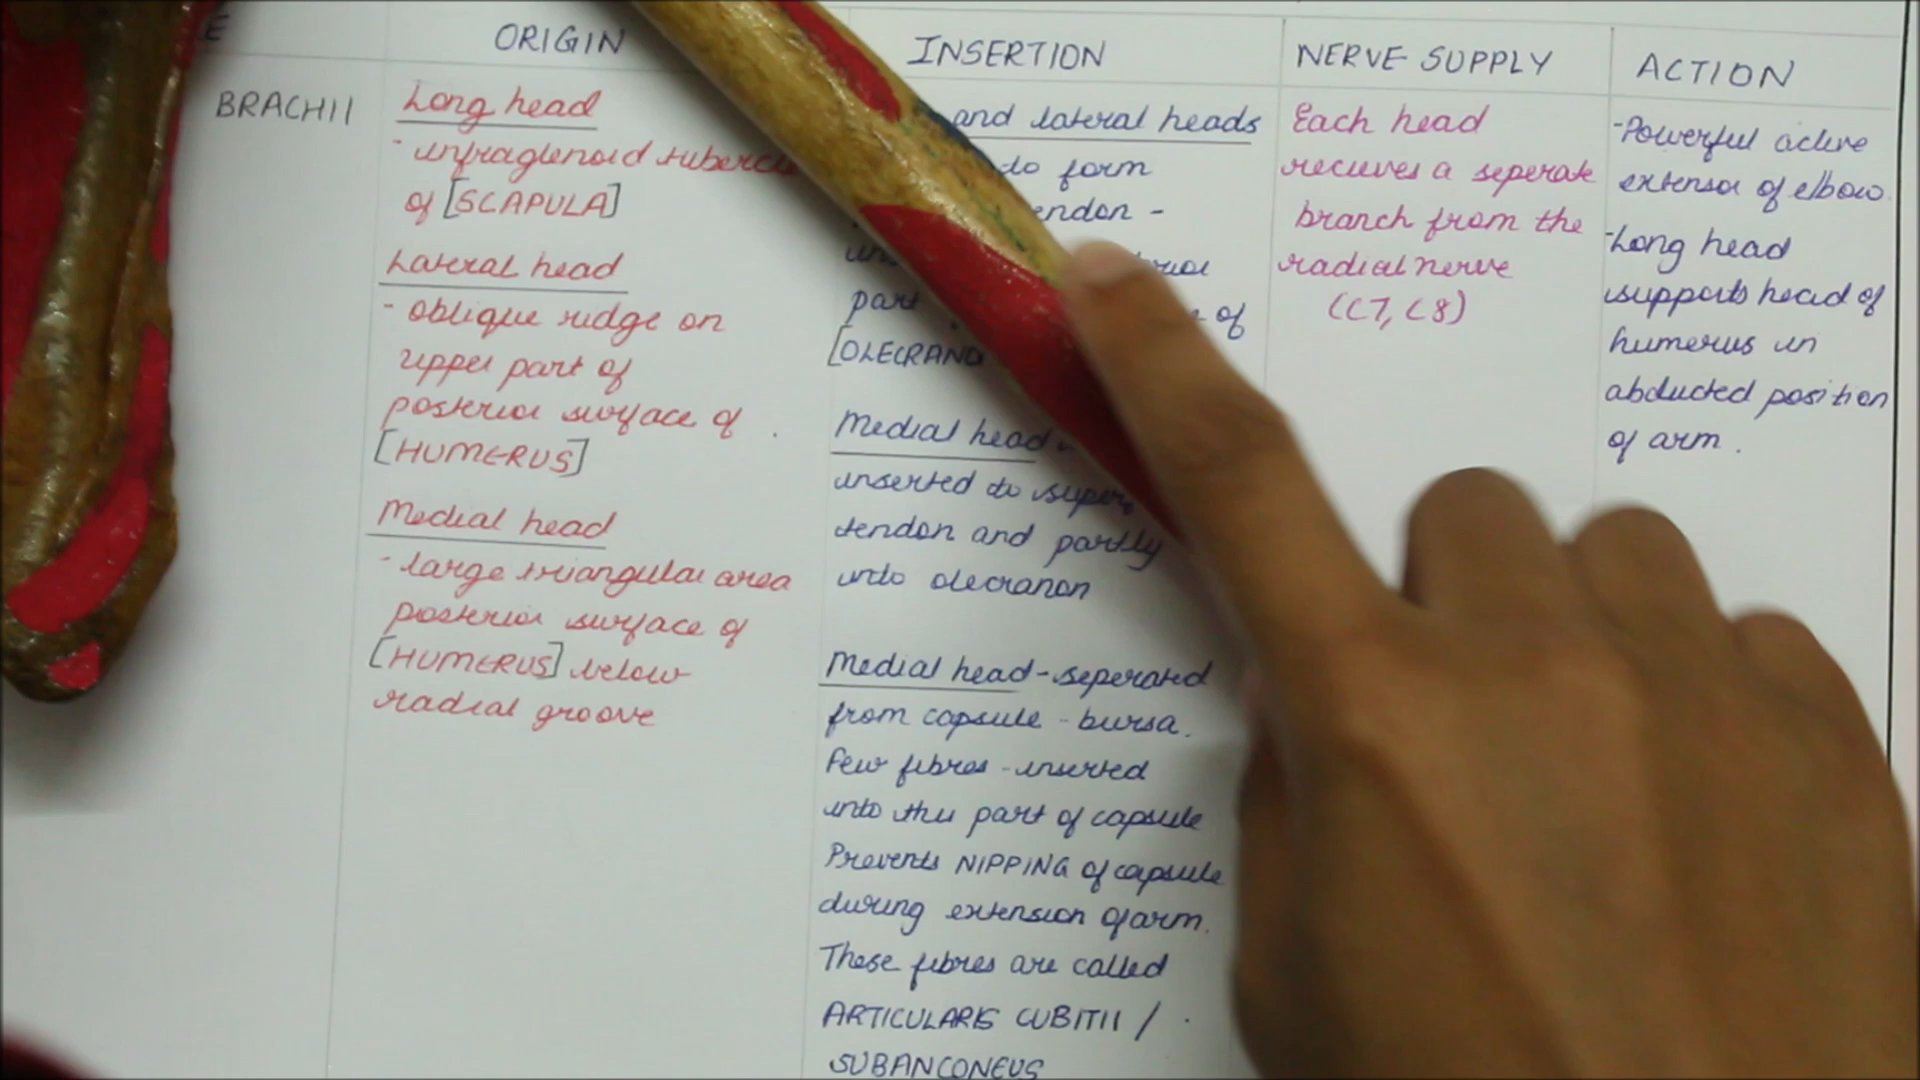 ORIGIN
INSERTION
NERVE SUPPLY
ACTION
BRACHII
Long head
- infraglenoid
of [SCAPULA]
Lateral head
- oblique ridge on
upper part of
posterior surface of
[HUMERUS]
Medial head
- large triangular area
posterior surface of
[HUMERUS] below
radial groove
and lateral heads
to form
part of
Medial head
inserted to
tendon and partly
into olecranon
Medial head - seperated
from capsule - bursa.
Few fibres - inserted
into this part of capsule
Prevents NIPPING of capsule
during extension of arm.
These fibres are called
ARTICULARIS CUBITII /
SUBANCONEUS
Each head
recieves a seperate
branch from the
radial nerve
(C7, C8)
- Powerful active
extensor of elbow.
- Long head
supports head of
humerus in
abducted position
of arm.